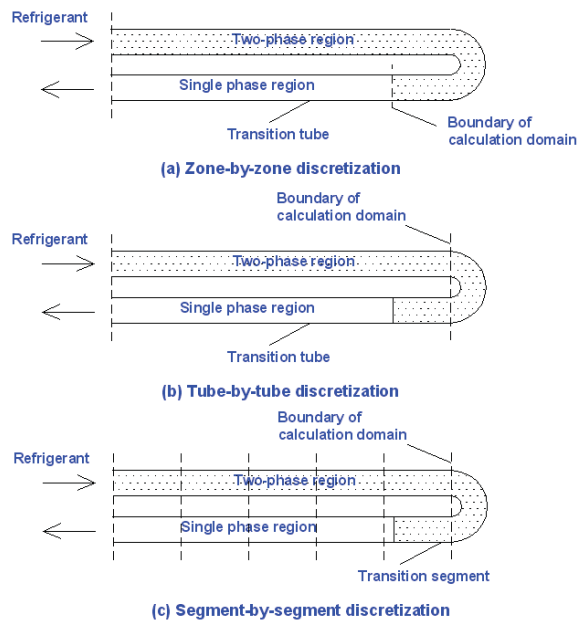 Refrigerant
Two-phase region
Single phase region
Transition tube
Boundary of
calculation domain
(a) Zone-by-zone discretization
Boundary of
calculation domain
Refrigerant
Two-phase region
Single phase region
Transition tube
(b) Tube-by-tube discretization
Boundary of
calculation domain
Refrigerant
Two-phase region
Single phase region
Transition segment
(c) Segment-by-segment discretization